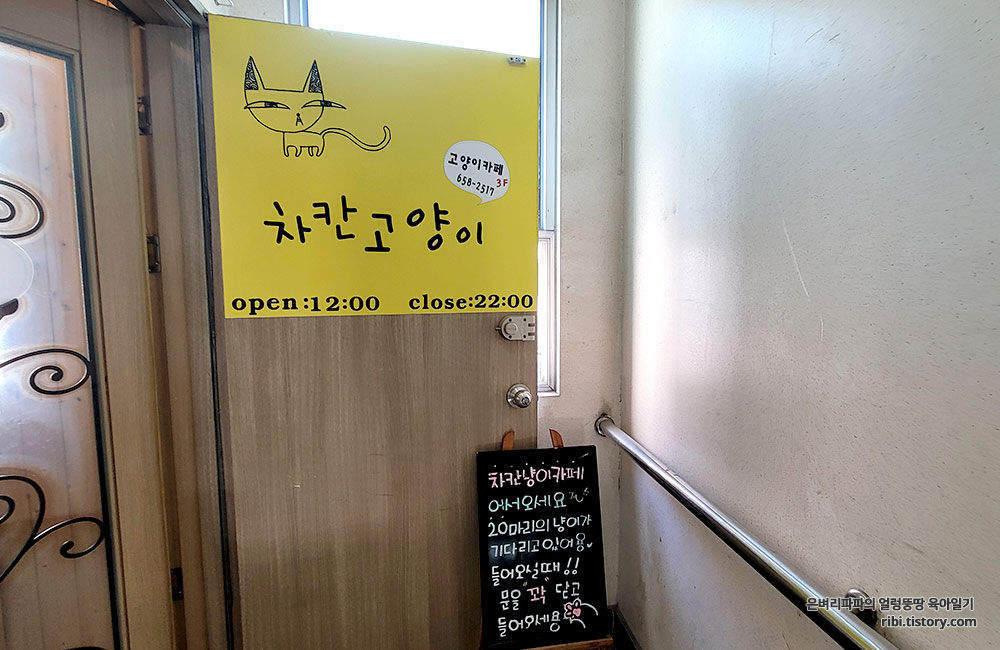 고양이카페
658-2517 3F
차칸고양이
open:12:00 close:22:00
차칸냥이카페
어서오세요
20마리의 냥이가
기다리고있어용
들어오실때!!
문을 "꽉" 닫고
들어오세용
은벼리파파의 얼렁뚱땅 육아일기
ribi.tistory.com